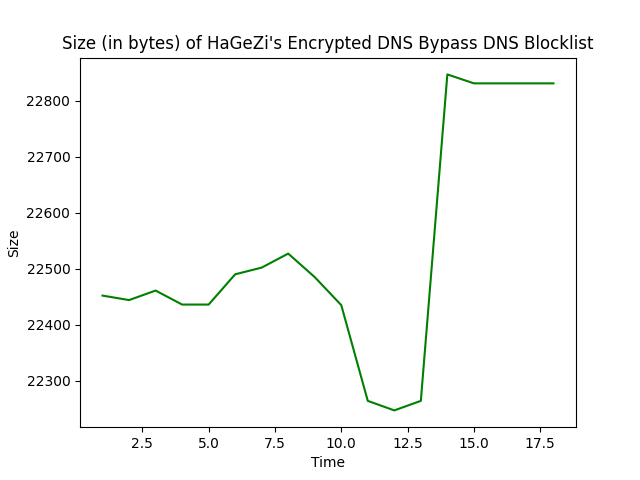 Size (in bytes) of HaGeZi's Encrypted DNS Bypass DNS Blocklist
22800
22700
22600
22500
22400
22300
Size
2.5 5.0 7.5 10.0 12.5 15.0 17.5
Time